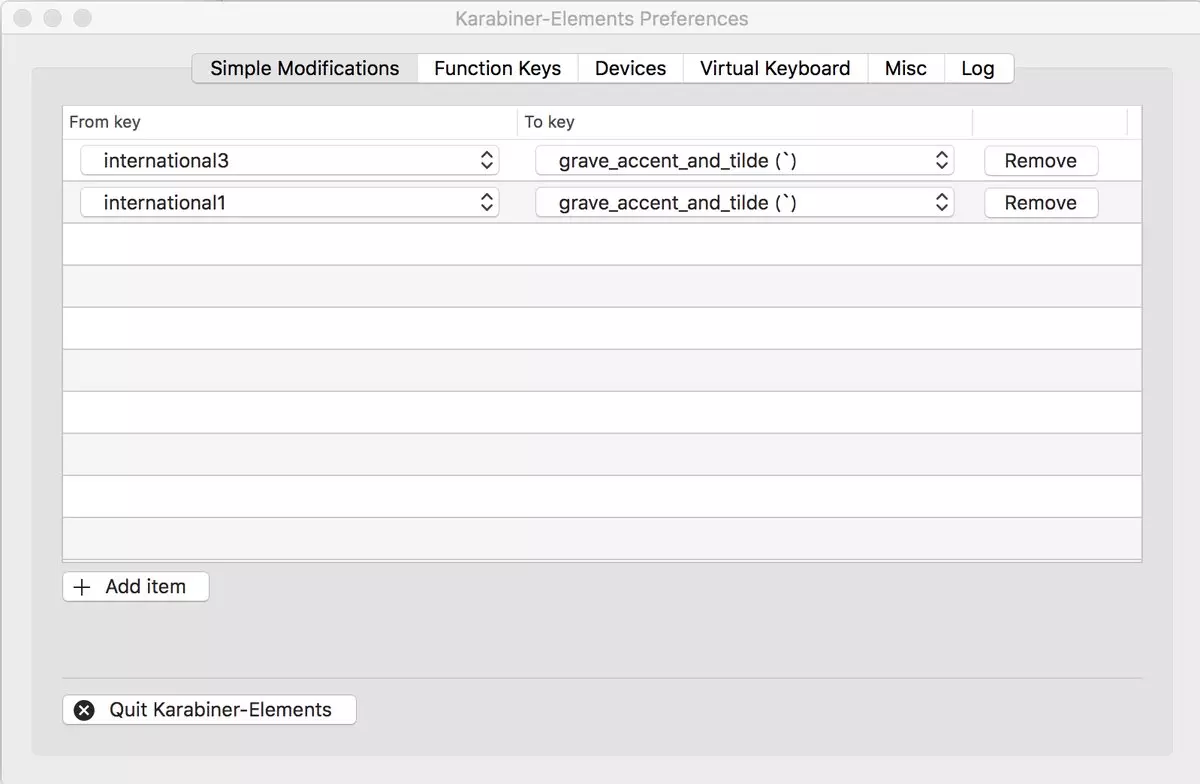 Karabiner-Elements Preferences
Simple Modifications Function Keys Devices Virtual Keyboard Misc Log
From key To key
international3 grave_accent_and_tilde (`) Remove
international1 grave_accent_and_tilde (`) Remove
+ Add item
Quit Karabiner-Elements